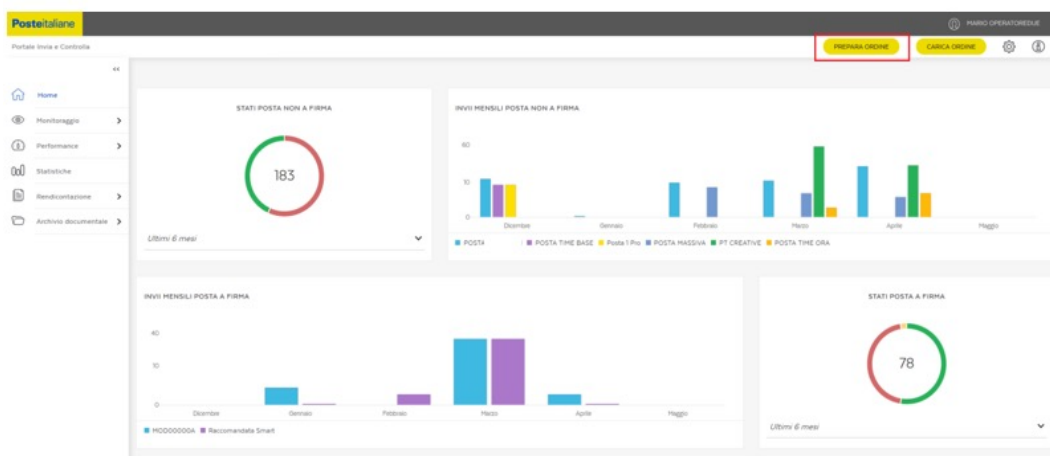 Posteitaliane
MARIO OPERATOREDUE
Portale Invia e Controlla
PREPARA ORDINE
CARICA ORDINE
<<
Home
Monitoraggio
Performance
Statistiche
Rendicontazione
Archivio documentale
STATI POSTA NON A FIRMA
183
Ultimi 6 mesi
INVII MENSILI POSTA NON A FIRMA
60
10
0
Dicembre Gennaio Febbraio Marzo Aprile Maggio
POSTA POSTA TIME BASE Posta 1 Pro POSTA MASSIVA PT CREATIVE POSTA TIME ORA
INVII MENSILI POSTA A FIRMA
40
10
0
Dicembre Gennaio Febbraio Marzo Aprile Maggio
MOD00000A Raccomandata Smart
STATI POSTA A FIRMA
78
Ultimi 6 mesi